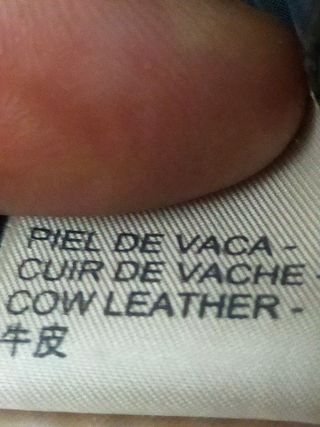 PIEL DE VACA -
CUIR DE VACHE -
COW LEATHER -
牛皮